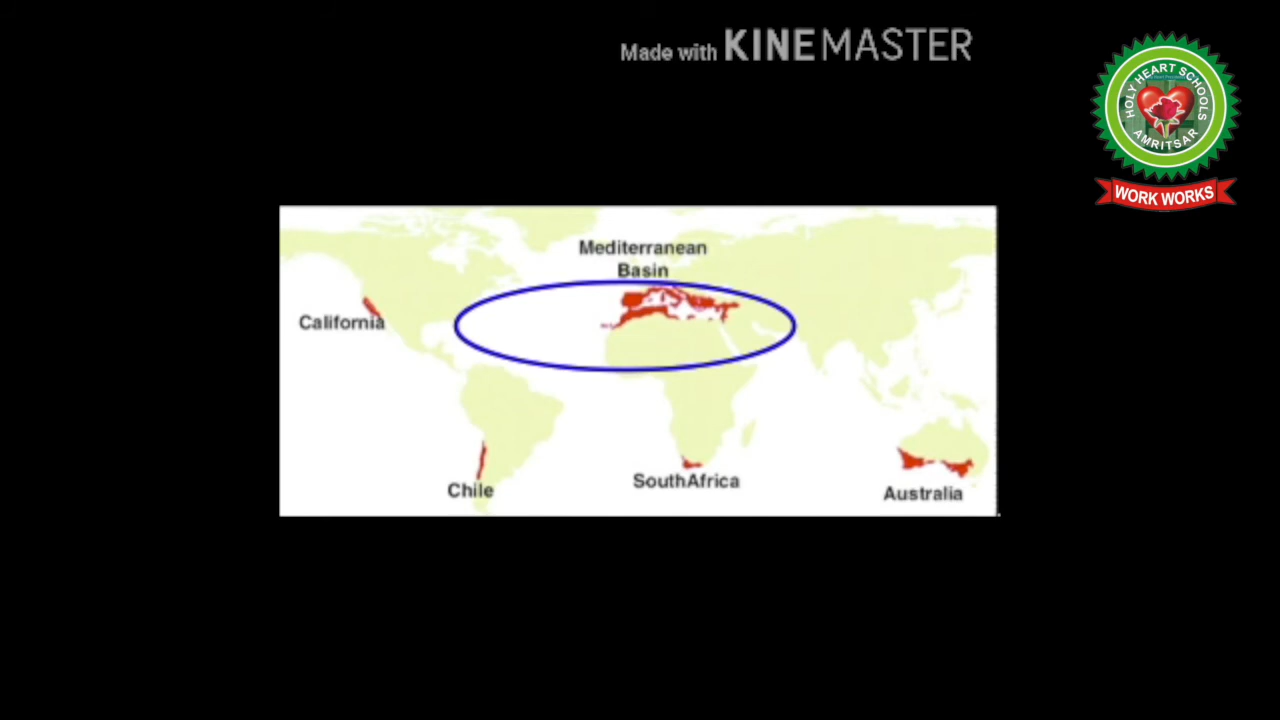 Made with KINEMASTER
HOLY HEART SCHOOLS
AMRITSAR
WORK WORKS
Mediterranean
Basin
California
Chile
SouthAfrica
Australia